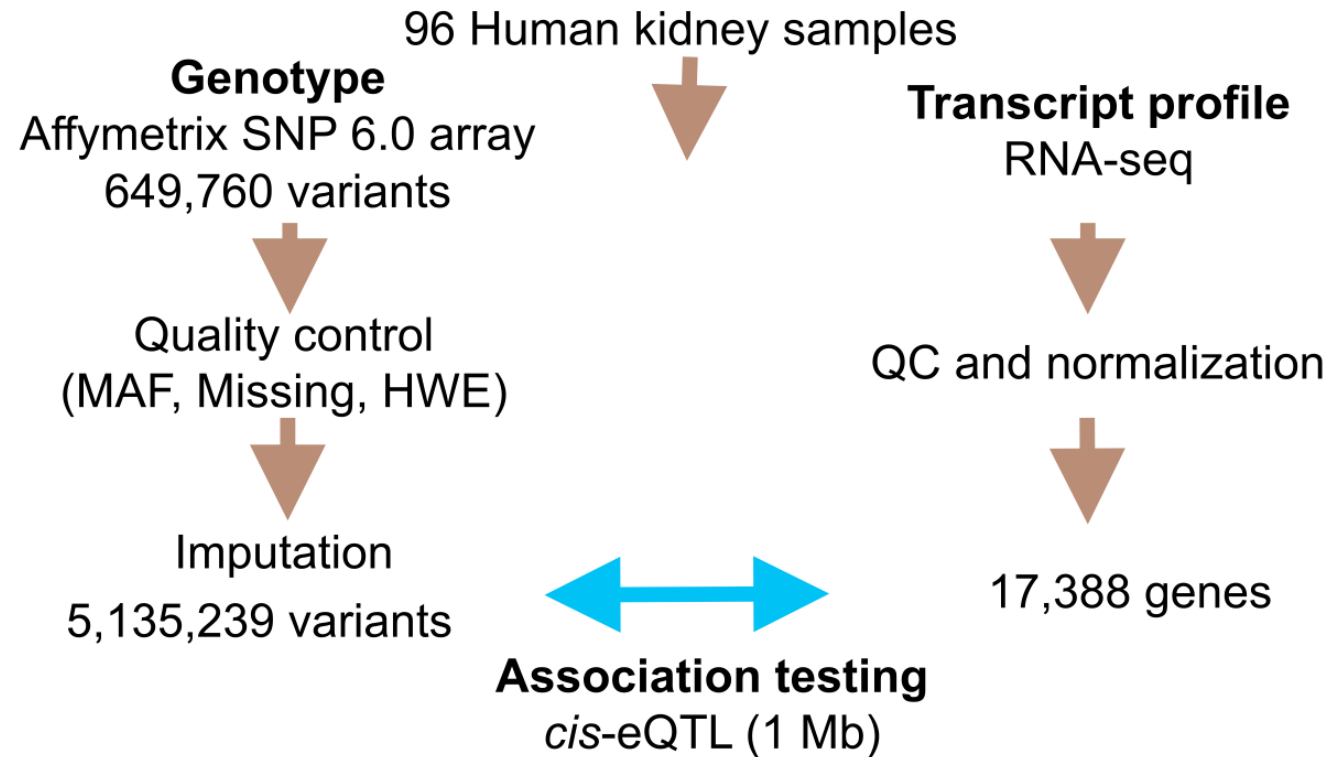 96 Human kidney samples
Genotype
Affymetrix SNP 6.0 array
649,760 variants
Quality control
(MAF, Missing, HWE)
Imputation
5,135,239 variants
Transcript profile
RNA-seq
QC and normalization
17,388 genes
Association testing
cis-eQTL (1 Mb)